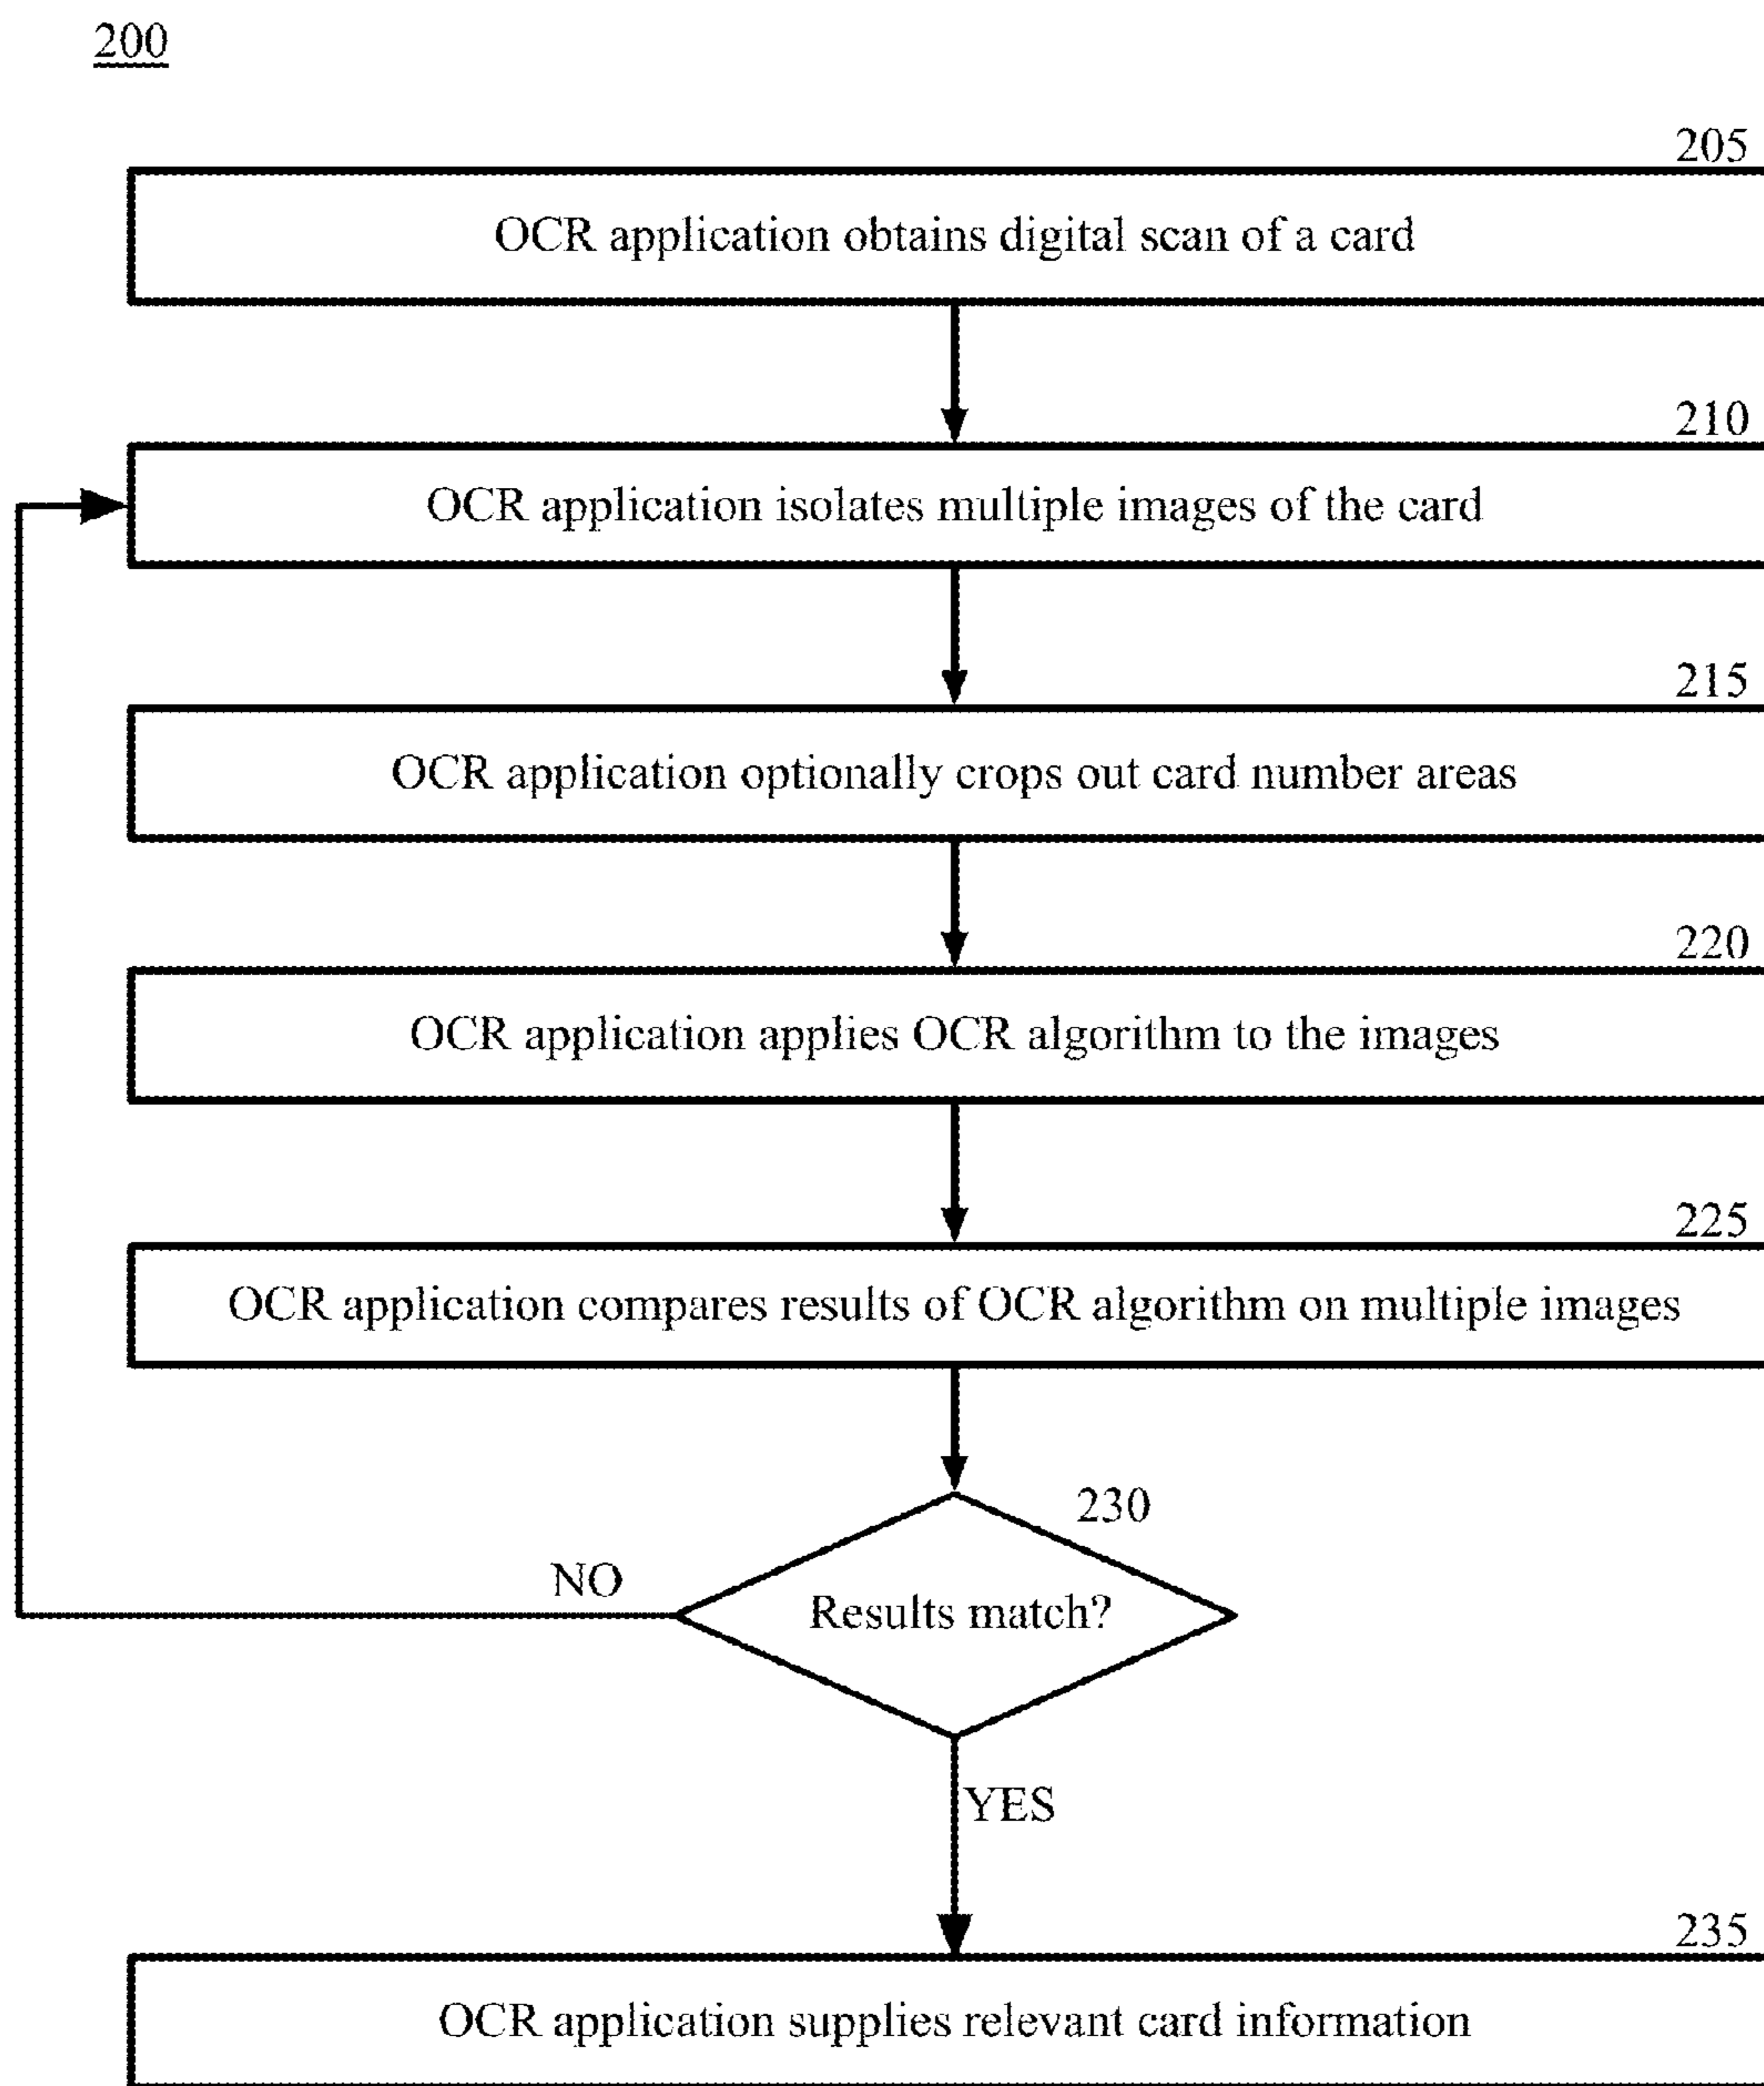 200
205
OCR application obtains digital scan of a card
210
OCR application isolates multiple images of the card
215
OCR application optionally crops out card number areas
220
OCR application applies OCR algorithm to the images
225
OCR application compares results of OCR algorithm on multiple images
230
NO
Results match?
YES
235
OCR application supplies relevant card information